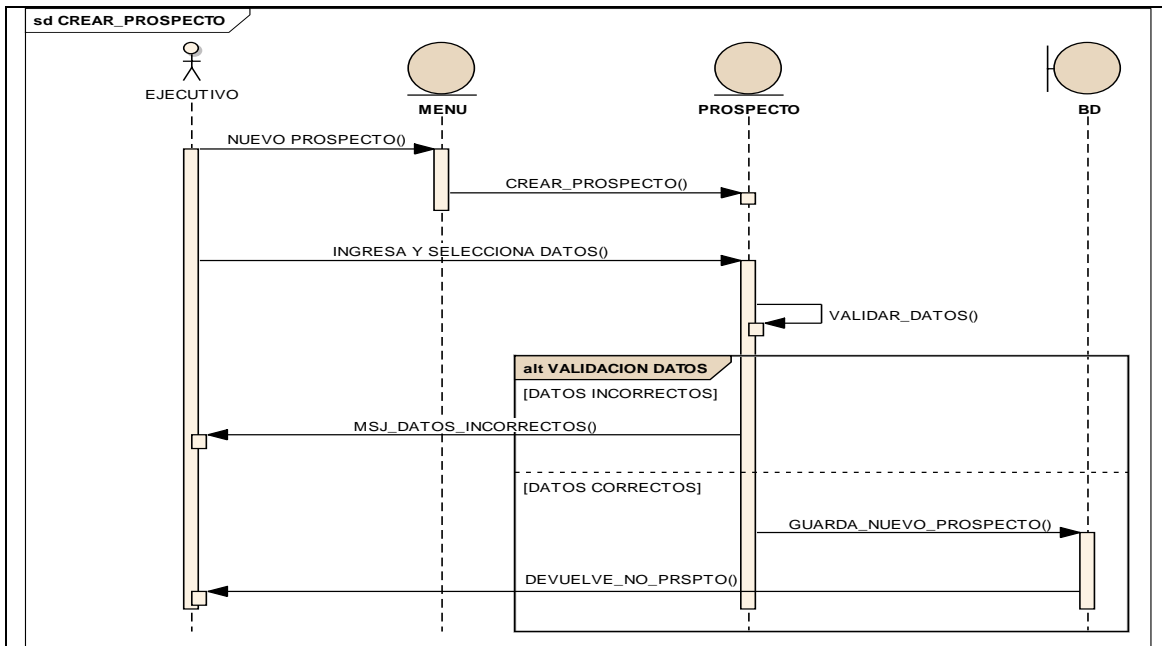 sd CREAR_PROSPECTO
EJECUTIVO
MENU
PROSPECTO
BD
NUEVO PROSPECTO()
CREAR_PROSPECTO()
INGRESA Y SELECCIONA DATOS()
VALIDAR_DATOS()
alt VALIDACION DATOS
[DATOS INCORRECTOS]
MSJ_DATOS_INCORRECTOS()
[DATOS CORRECTOS]
GUARDA_NUEVO_PROSPECTO()
DEVUELVE_NO_PRSPTO()